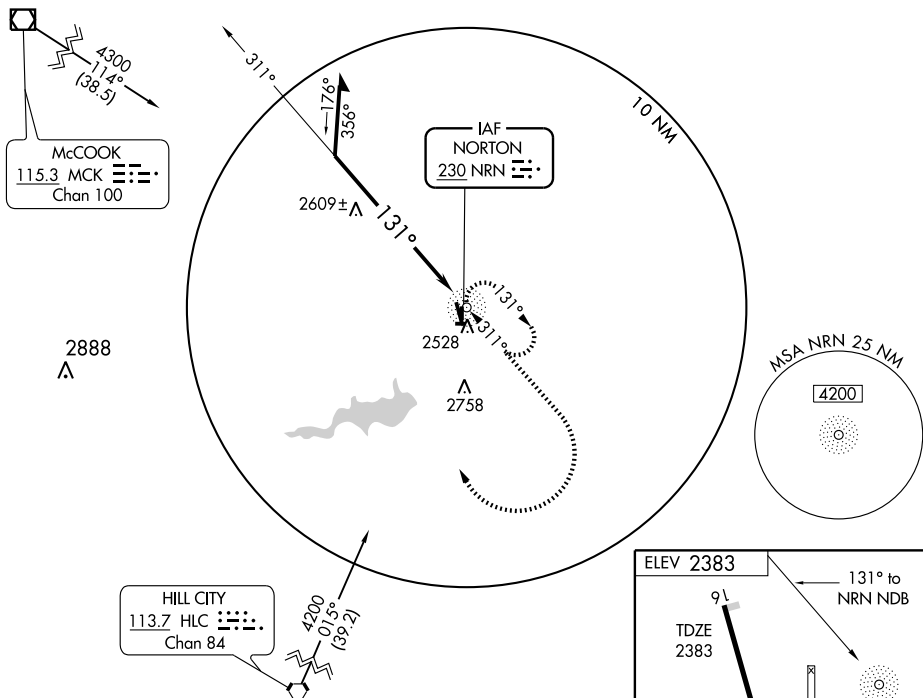 4300
114°
(38.5)
McCOOK
115.3 MCK
Chan 100
311°
176°
356°
10 NM
IAF
NORTON
230 NRN
2609±
131°
131°
311°
2528
2758
2888
MSA NRN 25 NM
4200
HILL CITY
113.7 HLC
Chan 84
4200
015°
(39.2)
ELEV 2383
131° to
NRN NDB
16
TDZE
2383
X